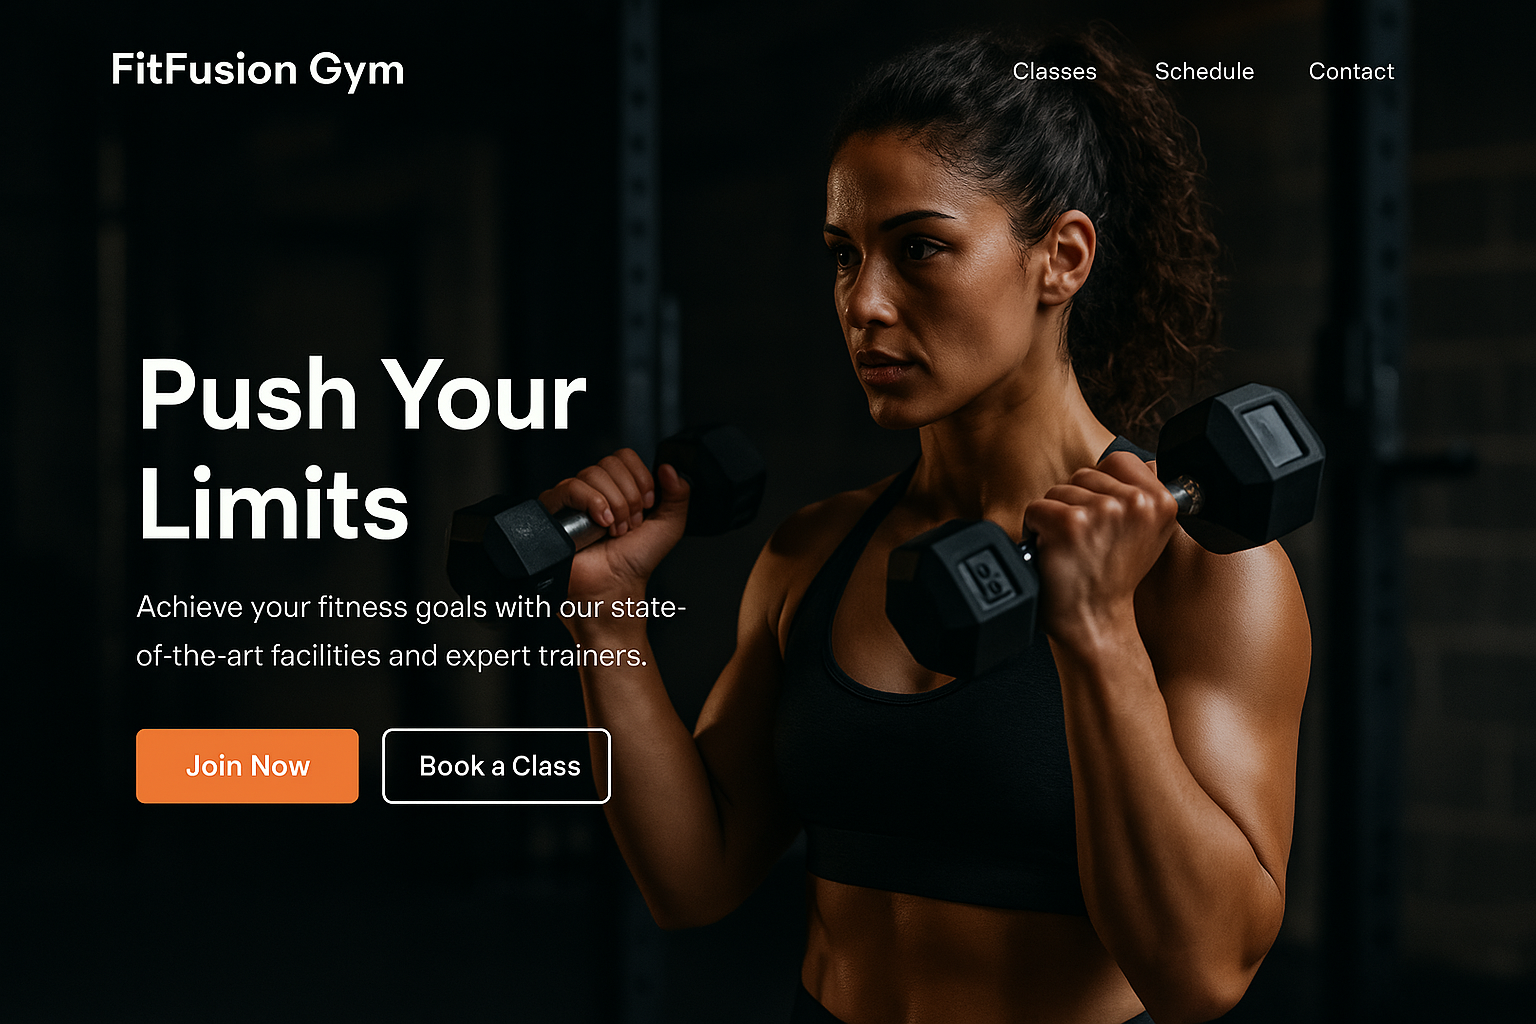 FitFusion Gym
Classes Schedule Contact
Push Your
Limits
Achieve your fitness goals with our state-
of-the-art facilities and expert trainers.
Join Now
Book a Class